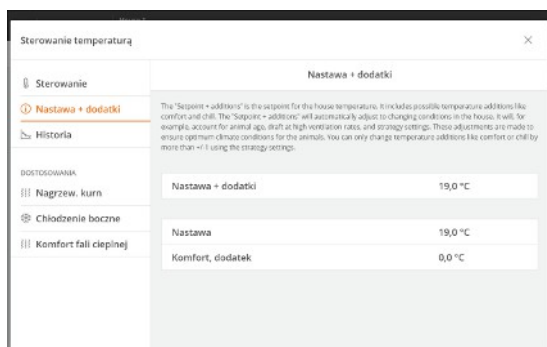 Sterowanie temperaturą
Sterowanie
Nastawa + dodatki
Historia
DOSTOSOWANIA
Nagrzew. kurn
Chłodzenie boczne
Komfort fali cieplnej
Nastawa + dodatki
The "Setpoint + additions" is the setpoint for the house temperature. It includes possible temperature additions like
comfort and chill. The "Setpoint + additions" will automatically adjust to changing conditions in the house. It will, for
example, account for animal age, draft at high ventilation rates, and strategy settings. These adjustments are made to
ensure optimum climate conditions for the animals. You can only change temperature additions like comfort or chill by
more than +/-1 using the strategy settings.
Nastawa + dodatki 19,0 °C
Nastawa 19,0 °C
Komfort, dodatek 0,0 °C